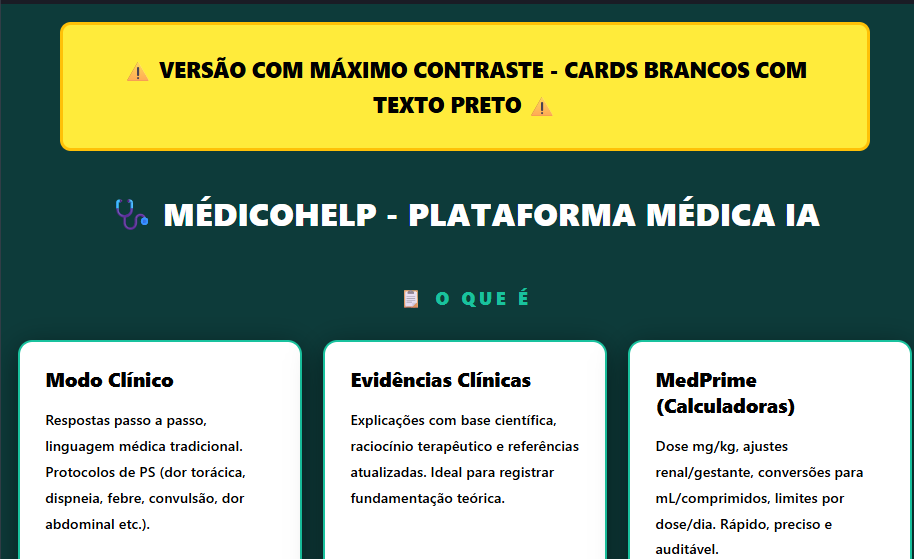 ⚠️ VERSÃO COM MÁXIMO CONTRASTE - CARDS BRANCOS COM
TEXTO PRETO ⚠️
🩺 MÉDICOHELP - PLATAFORMA MÉDICA IA
📋 O QUE É
Modo Clínico
Respostas passo a passo,
linguagem médica tradicional.
Protocolos de PS (dor torácica,
dispneia, febre, convulsão, dor
abdominal etc.).
Evidências Clínicas
Explicações com base científica,
raciocínio terapêutico e referências
atualizadas. Ideal para registrar
fundamentação teórica.
MedPrime
(Calculadoras)
Dose mg/kg, ajustes
renal/gestante, conversões para
mL/comprimidos, limites por
dose/dia. Rápido, preciso e
auditável.